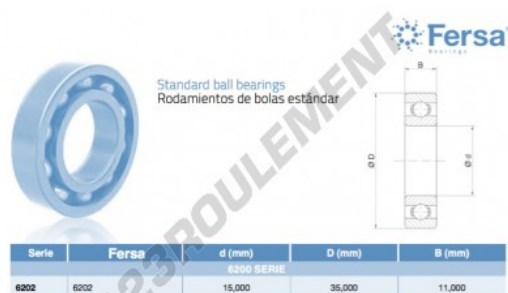 Fersa
Bearings
Standard ball bearings
Rodamientos de bolas estándar
B
Ø D
Ø d
Serie Fersa d (mm) D (mm) B (mm)
6200 SERIE
6202 6202 15,000 35,000 11,000
123ROULEMENT